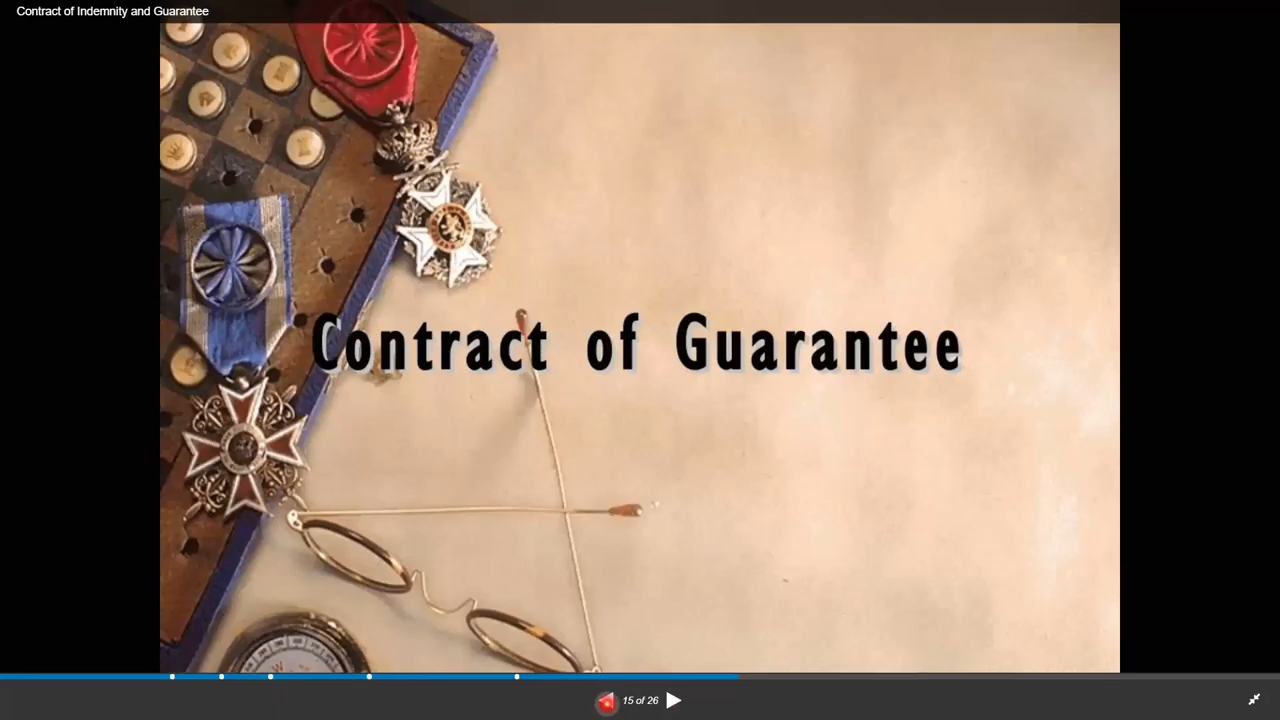 Contract of Indemnity and Guarantee
Contract of Guarantee
15 of 26